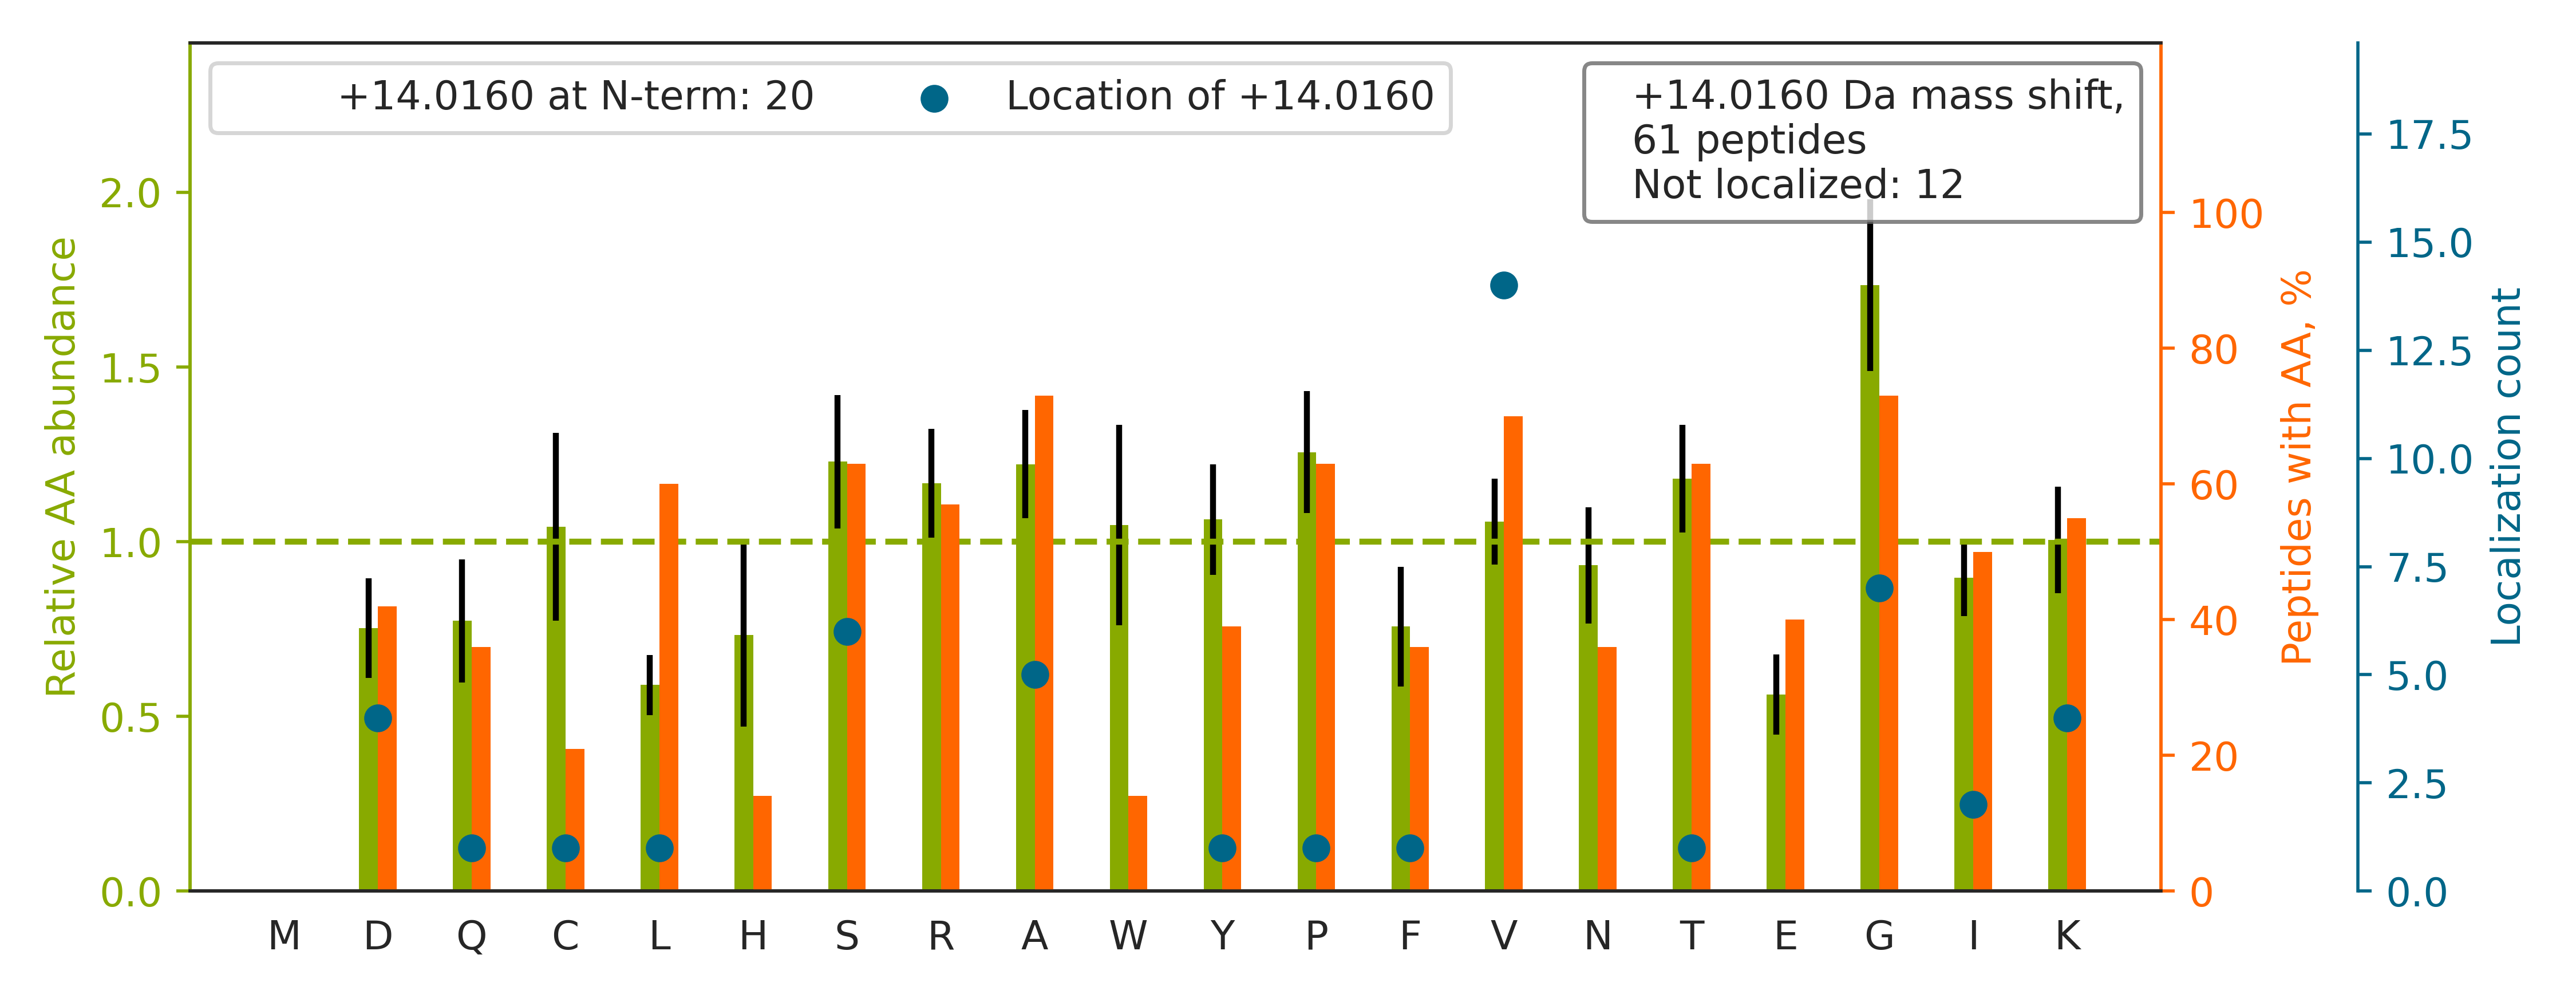 +14.0160 at N-term: 20
Location of +14.0160
+14.0160 Da mass shift,
61 peptides
Not localized: 12
Relative AA abundance
2.0
1.5
1.0
0.5
0.0
100
80
60
40
20
0
Peptides with AA, %
17.5
15.0
12.5
10.0
7.5
5.0
2.5
0.0
Localization count
M D Q C L H S R A W Y P F V N T E G I K